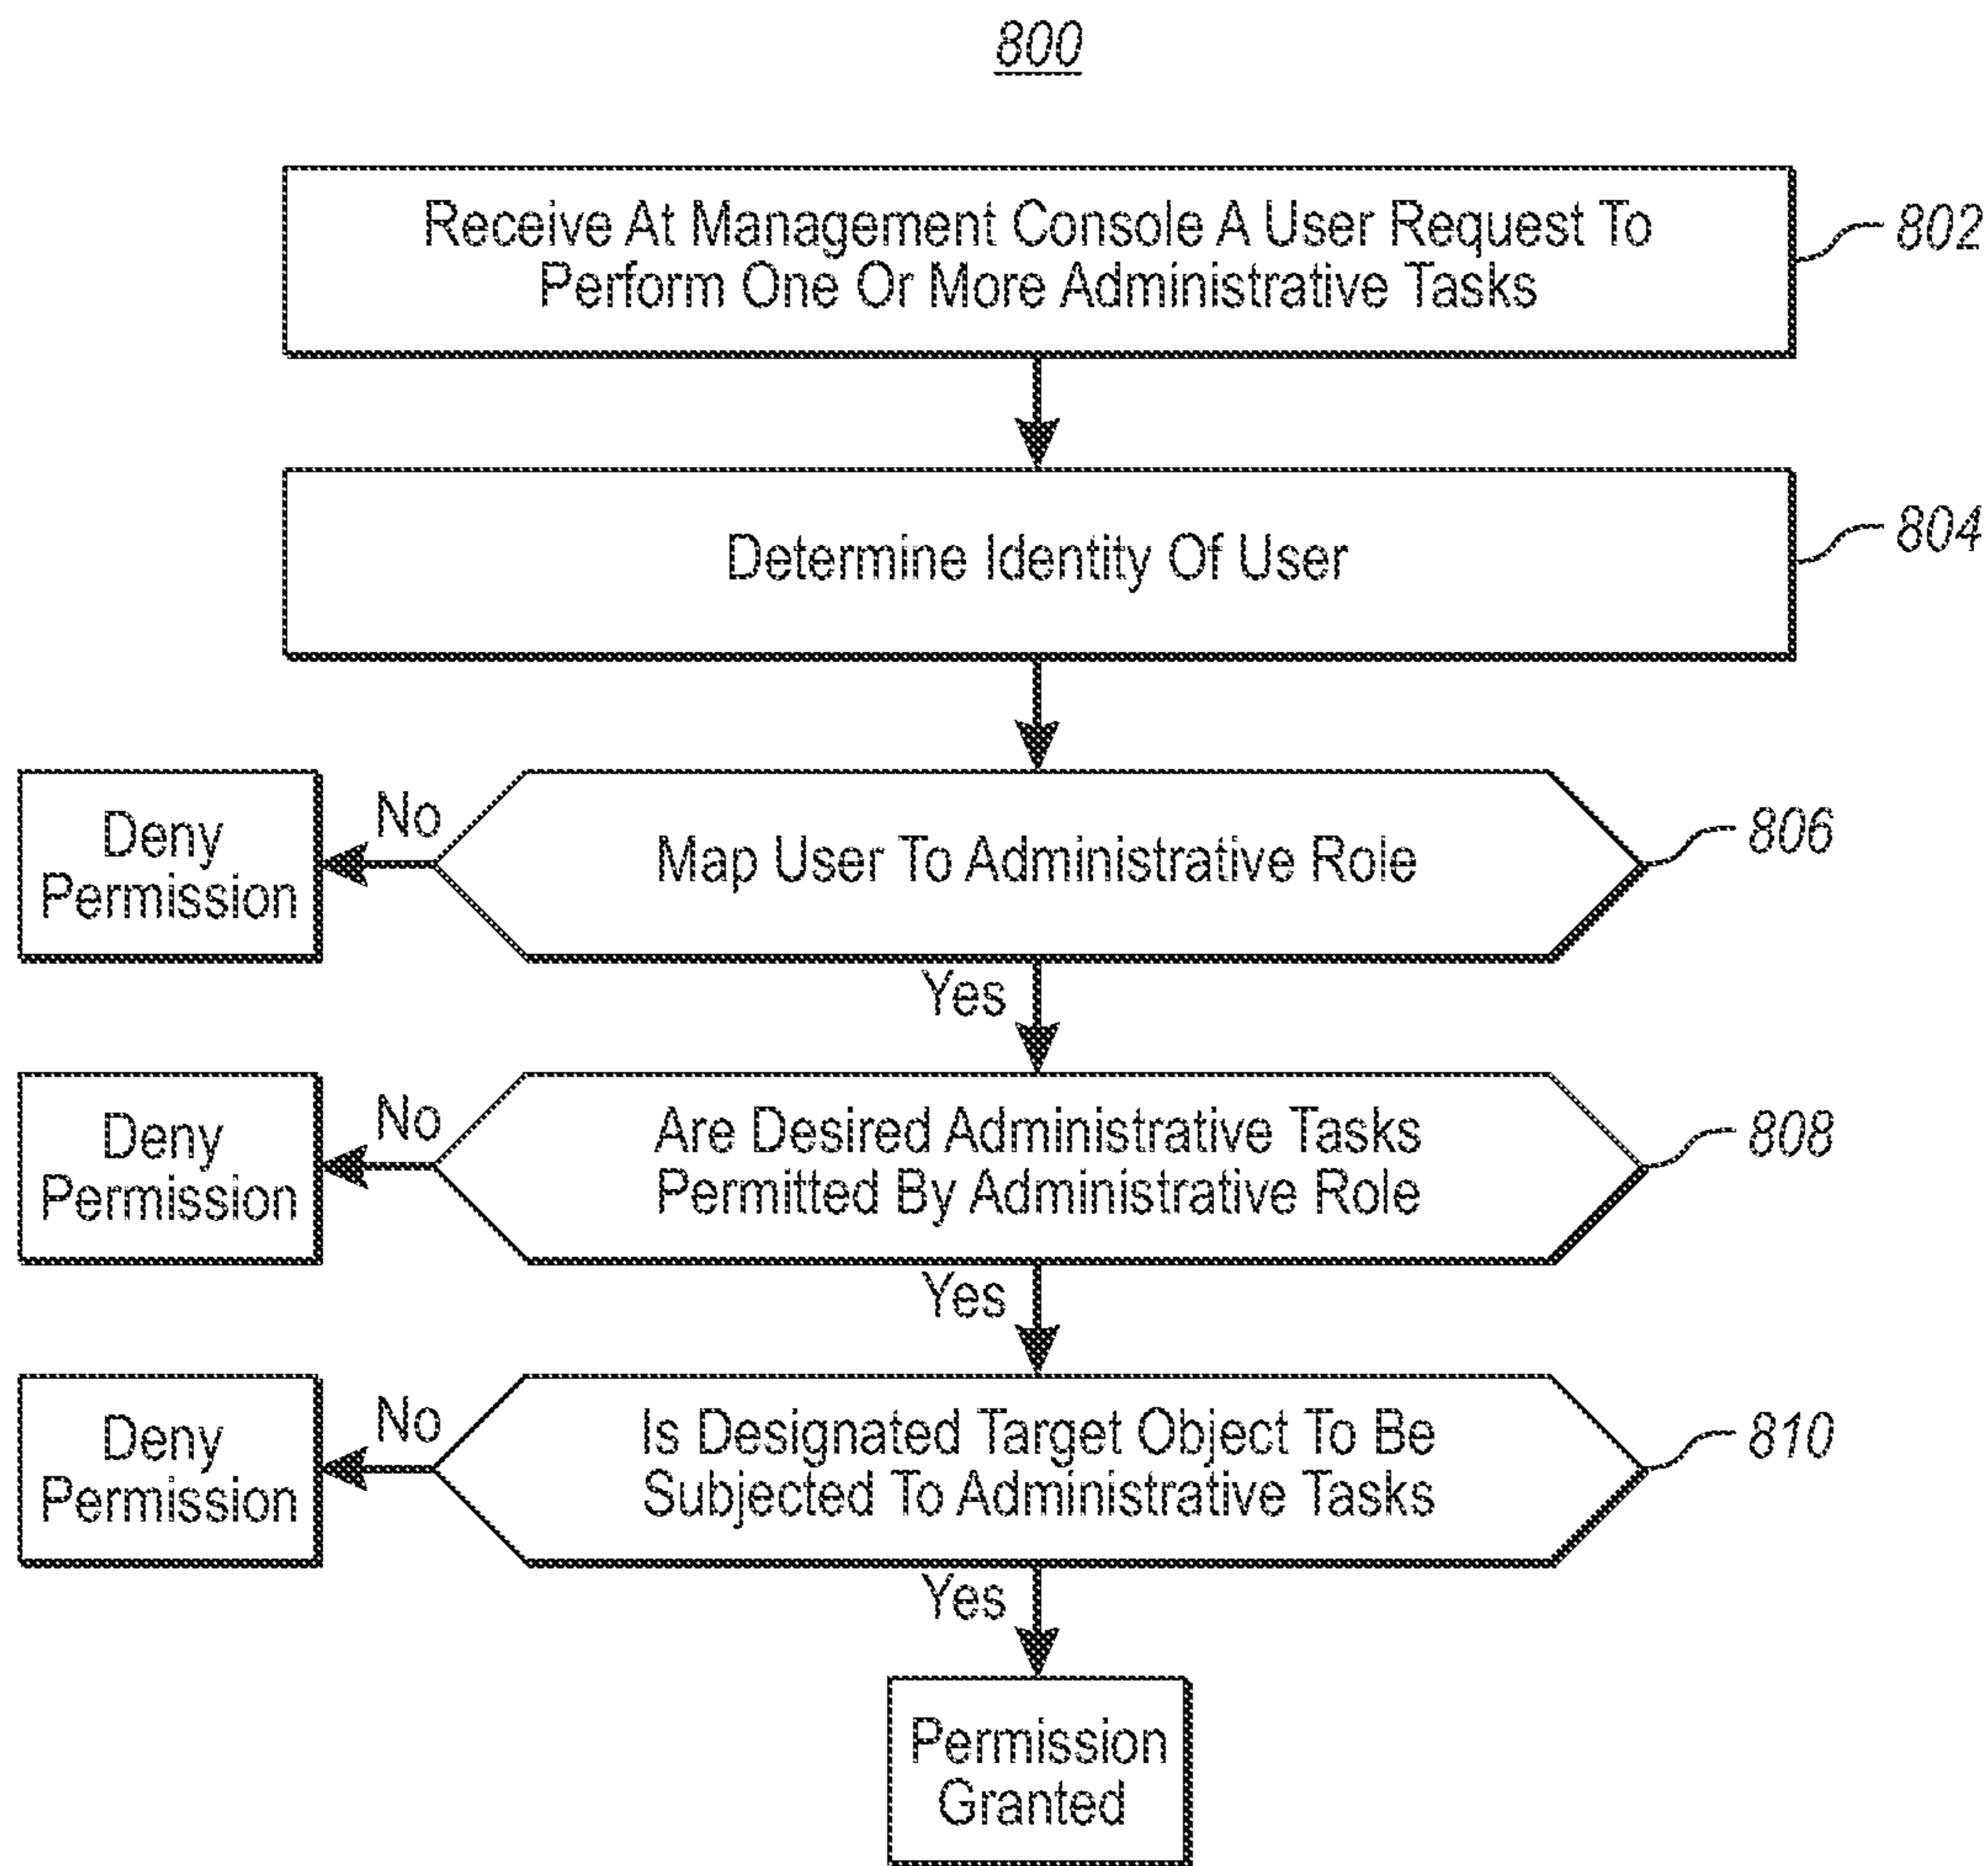 800
Receive At Management Console A User Request To
Perform One Or More Administrative Tasks
802
Determine Identity Of User
804
Deny
Permission
No
Map User To Administrative Role
806
Yes
Deny
Permission
No
Are Desired Administrative Tasks
Permitted By Administrative Role
808
Yes
Deny
Permission
No
Is Designated Target Object To Be
Subjected To Administrative Tasks
810
Yes
Permission
Granted